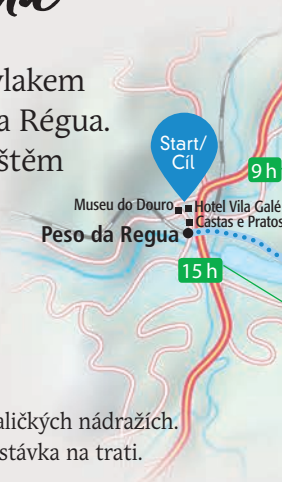 vlakem
a Régua.
štěm
Start/
Cíl
9 h
Museu do Douro
Hotel Vila Galé
Castas e Pratos
Peso da Regua
15 h
aličkých nádražích.
stávka na trati.